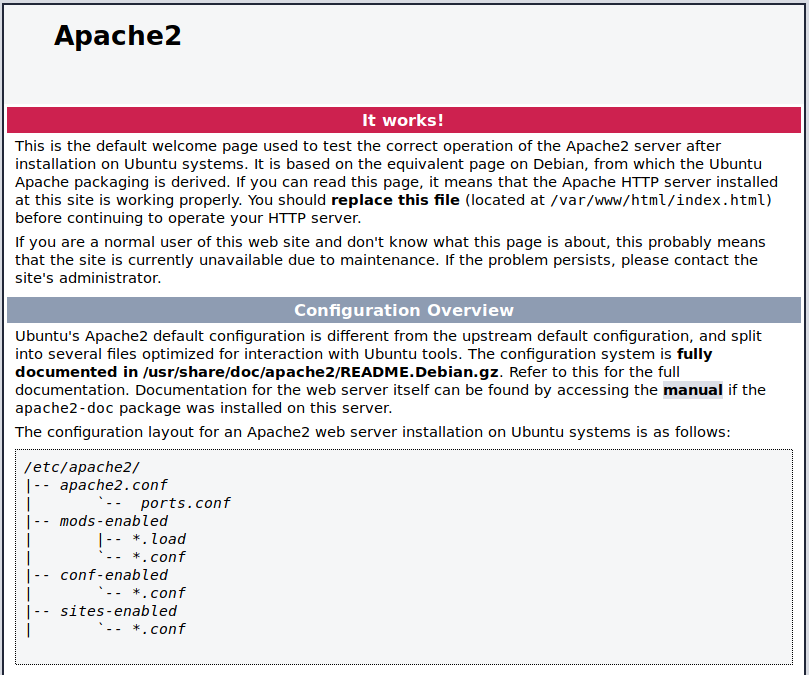 Apache2
It works!
This is the default welcome page used to test the correct operation of the Apache2 server after
installation on Ubuntu systems. It is based on the equivalent page on Debian, from which the Ubuntu
Apache packaging is derived. If you can read this page, it means that the Apache HTTP server installed
at this site is working properly. You should replace this file (located at /var/www/html/index.html)
before continuing to operate your HTTP server.
If you are a normal user of this web site and don't know what this page is about, this probably means
that the site is currently unavailable due to maintenance. If the problem persists, please contact the
site's administrator.
Configuration Overview
Ubuntu's Apache2 default configuration is different from the upstream default configuration, and split
into several files optimized for interaction with Ubuntu tools. The configuration system is fully
documented in /usr/share/doc/apache2/README.Debian.gz. Refer to this for the full
documentation. Documentation for the web server itself can be found by accessing the manual if the
apache2-doc package was installed on this server.
The configuration layout for an Apache2 web server installation on Ubuntu systems is as follows:
/etc/apache2/
|-- apache2.conf
|       `--  ports.conf
|-- mods-enabled
|       |-- *.load
|       `-- *.conf
|-- conf-enabled
|       `-- *.conf
|-- sites-enabled
|       `-- *.conf